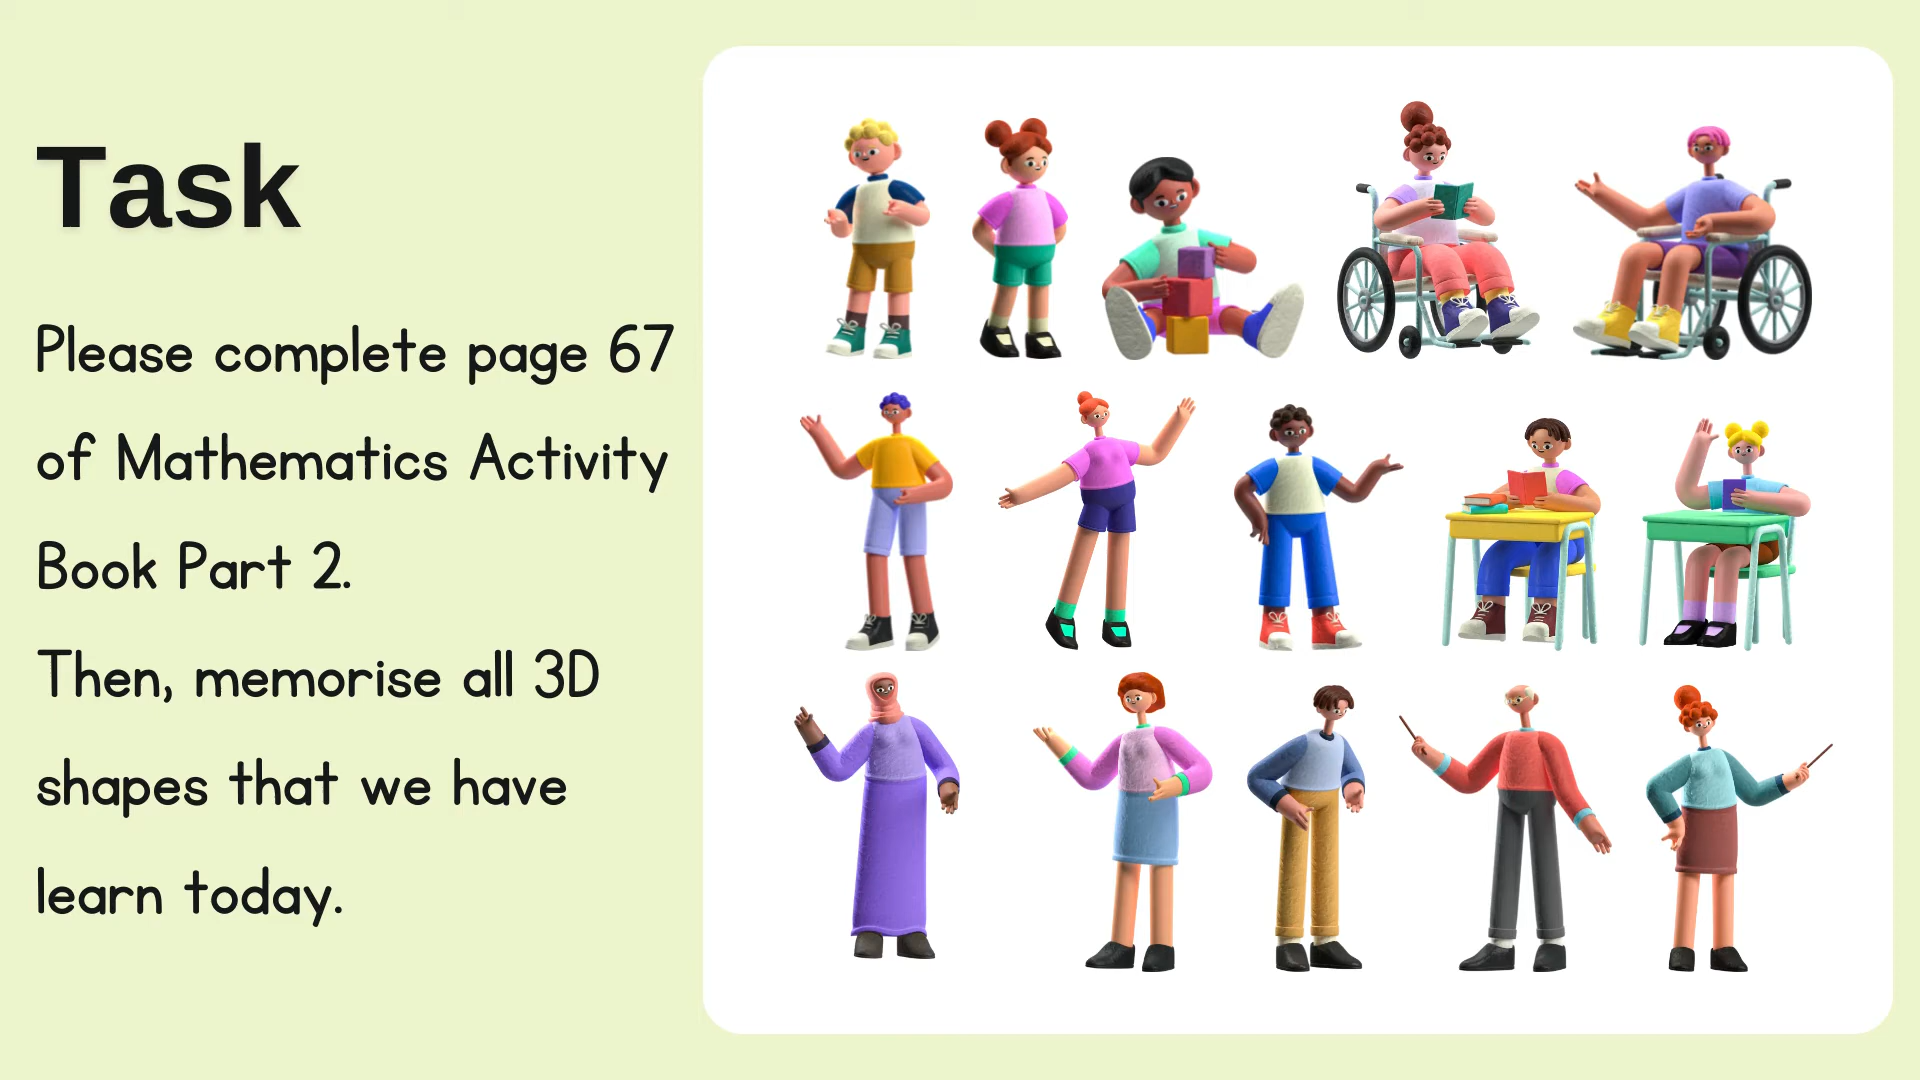 Task
Please complete page 67
of Mathematics Activity
Book Part 2.
Then, memorise all 3D
shapes that we have
learn today.